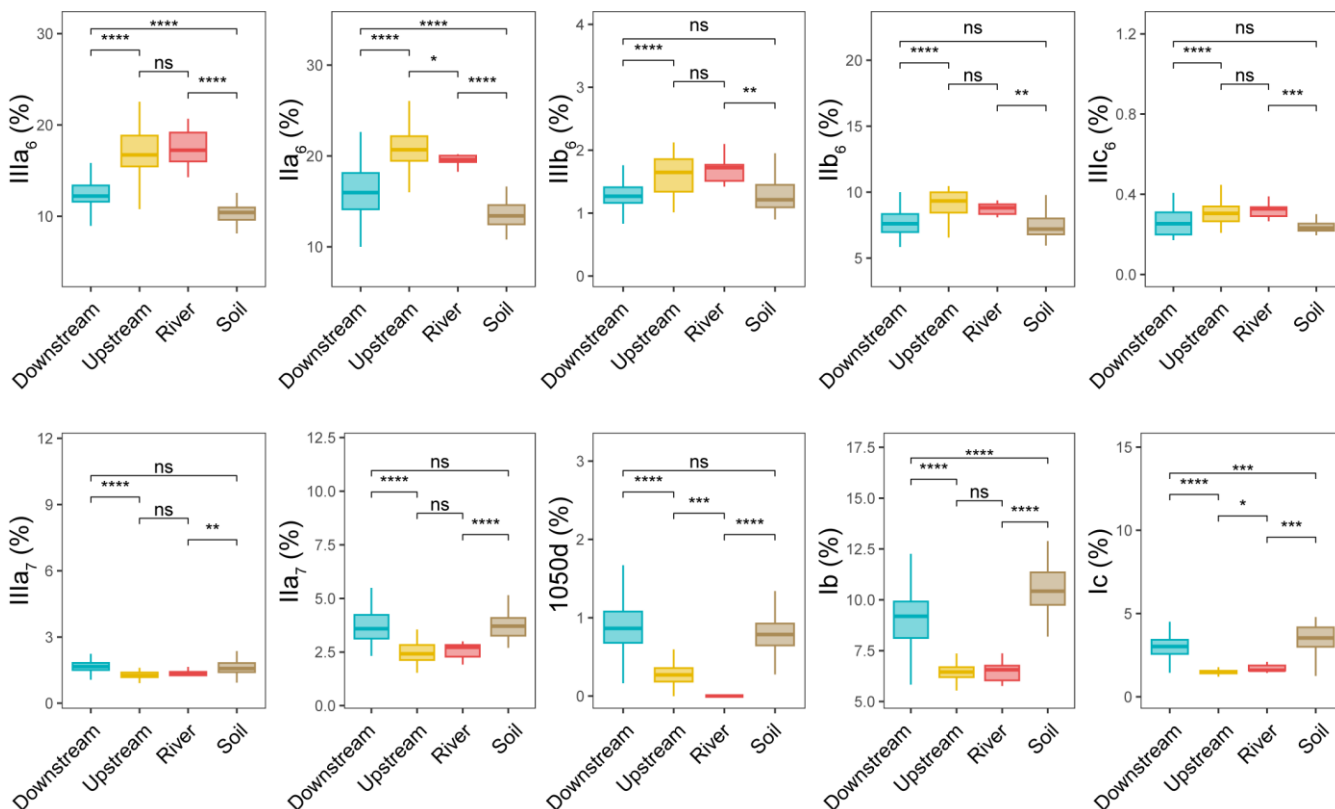 IIIa6 (%)
30
20
10
****
****
ns
****
Downstream
Upstream
River
Soil
IIa6 (%)
30
20
10
****
****
*
****
Downstream
Upstream
River
Soil
IIIb6 (%)
4
3
2
1
0
ns
****
ns
**
Downstream
Upstream
River
Soil
IIb6 (%)
20
15
10
5
ns
****
ns
**
Downstream
Upstream
River
Soil
IIIc6 (%)
1.2
0.8
0.4
0.0
ns
****
ns
***
Downstream
Upstream
River
Soil
IIIa7 (%)
12
9
6
3
0
ns
****
ns
**
Downstream
Upstream
River
Soil
IIa7 (%)
12.5
10.0
7.5
5.0
2.5
0.0
ns
****
ns
****
Downstream
Upstream
River
Soil
1050d (%)
3
2
1
0
ns
****
***
****
Downstream
Upstream
River
Soil
Ib (%)
17.5
15.0
12.5
10.0
7.5
5.0
****
****
ns
****
Downstream
Upstream
River
Soil
Ic (%)
15
10
5
0
***
****
*
***
Downstream
Upstream
River
Soil